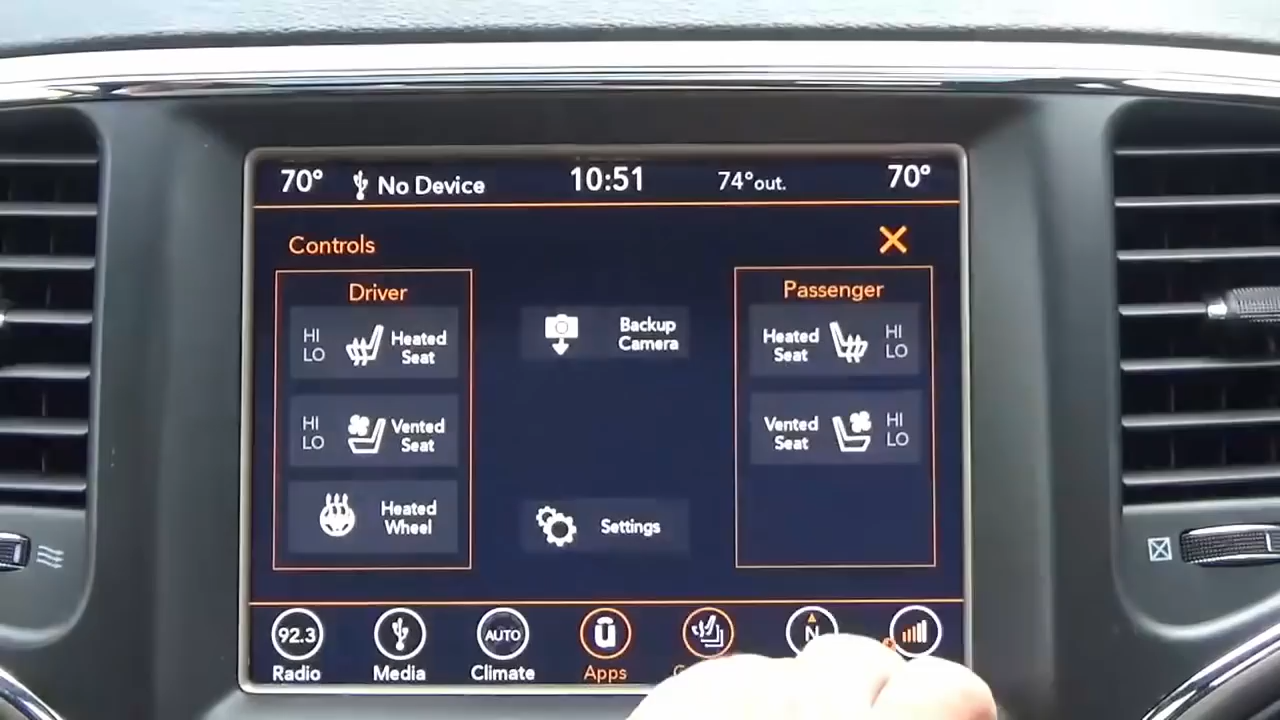 70° No Device 10:51 74°out. 70°
Controls
Driver
HI
LO
Heated
Seat
HI
LO
Vented
Seat
Heated
Wheel
Backup
Camera
Settings
Passenger
Heated
Seat
HI
LO
Vented
Seat
HI
LO
92.3
Radio
Media
AUTO
Climate
Apps
N